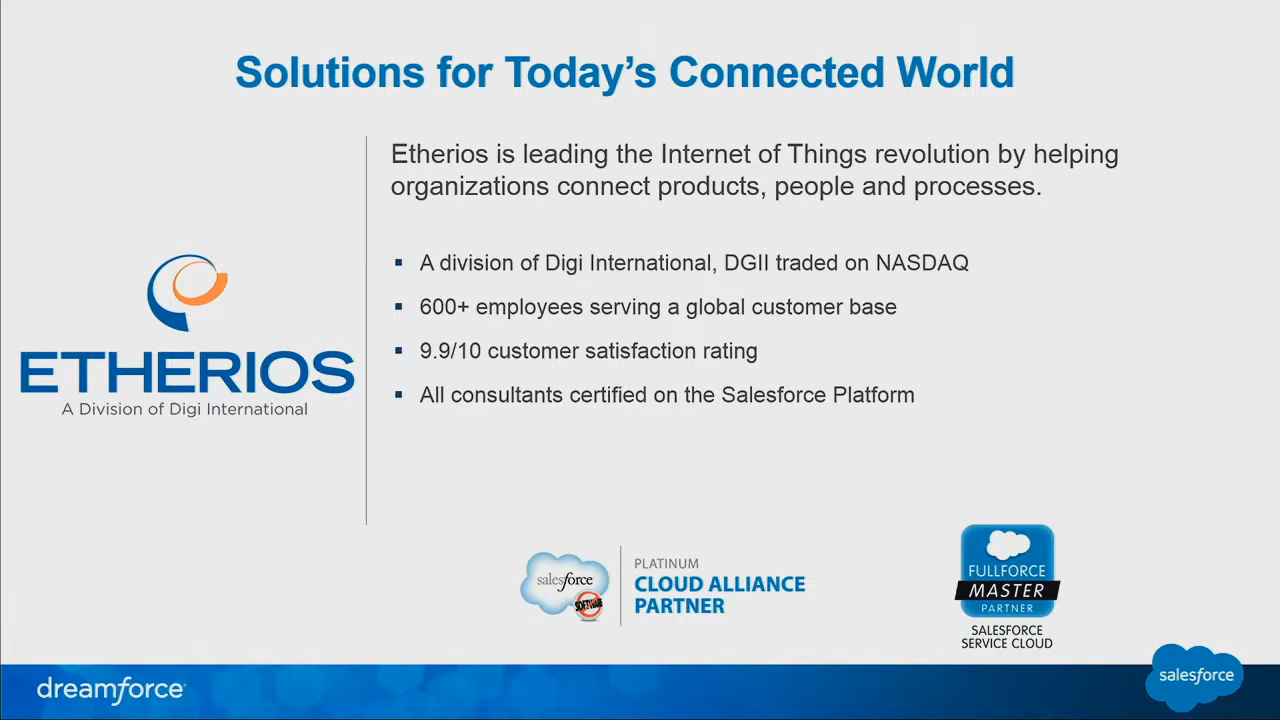 Solutions for Today's Connected World
Etherios is leading the Internet of Things revolution by helping
organizations connect products, people and processes.
▪ A division of Digi International, DGII traded on NASDAQ
▪ 600+ employees serving a global customer base
▪ 9.9/10 customer satisfaction rating
▪ All consultants certified on the Salesforce Platform
ETHERIOS
A Division of Digi International
salesforce
SOFTWARE
PLATINUM
CLOUD ALLIANCE
PARTNER
FULLFORCE
MASTER
PARTNER
SALESFORCE
SERVICE CLOUD
dreamforce
salesforce